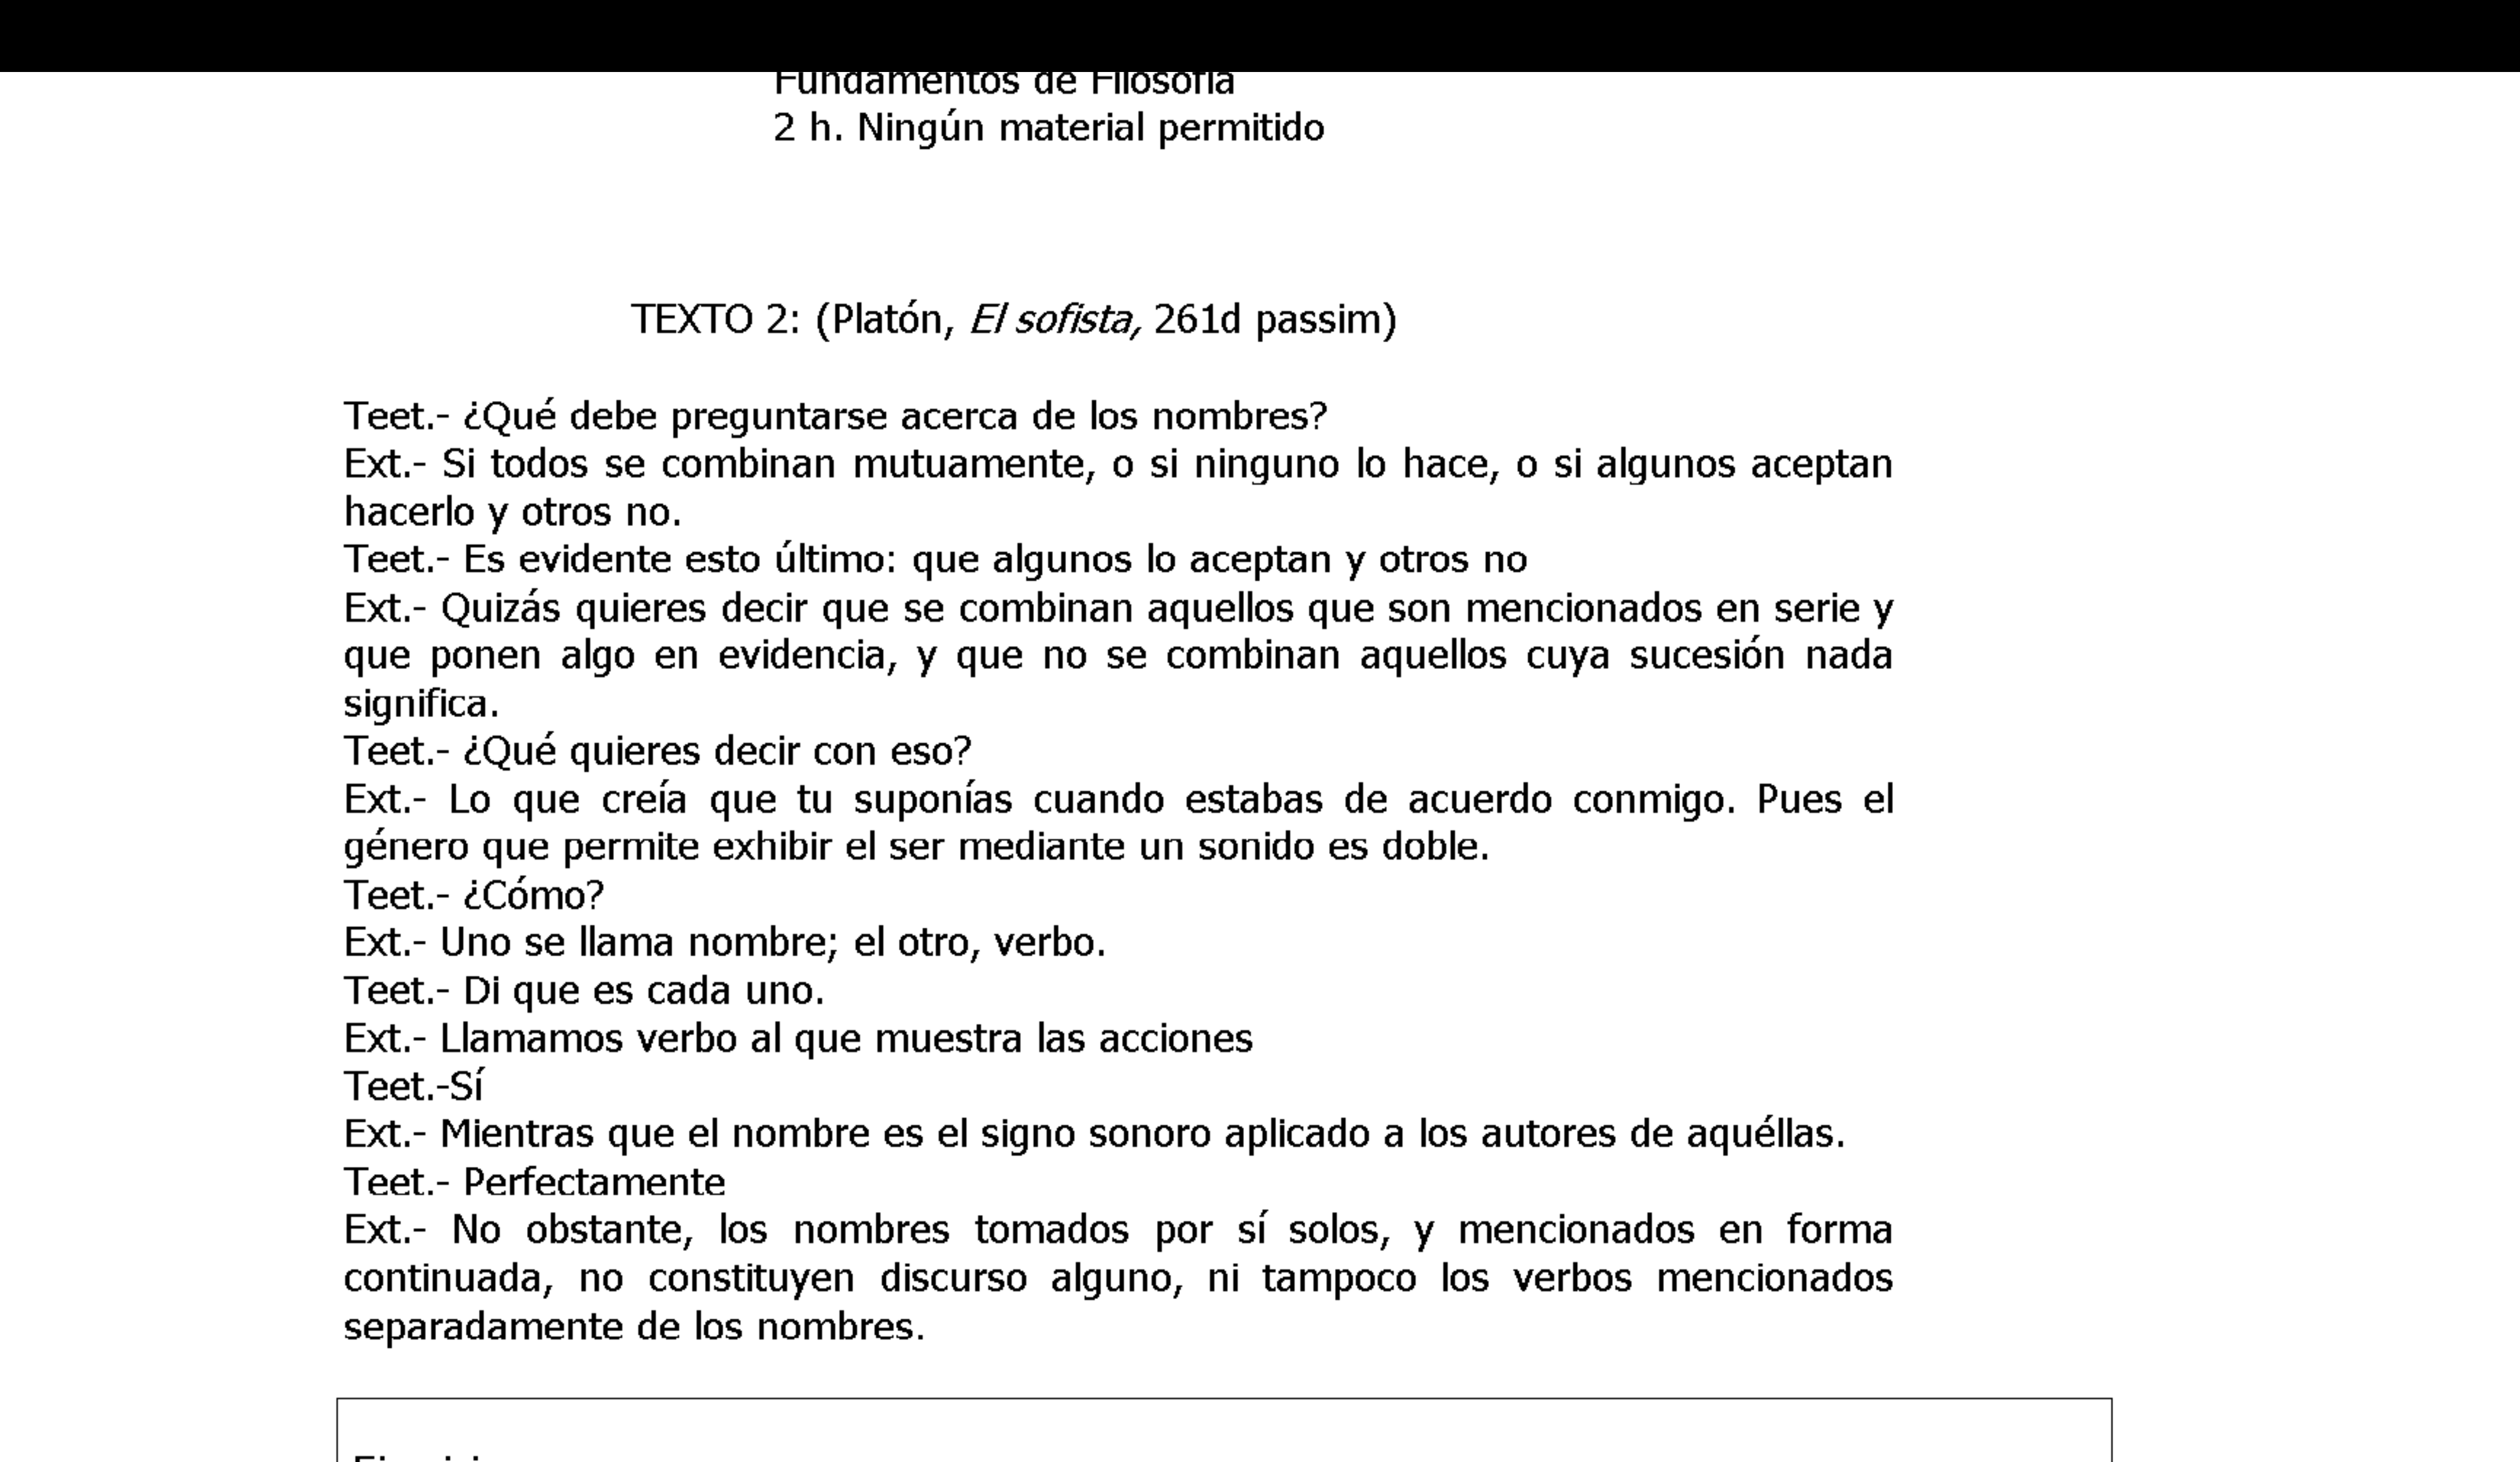 Fundamentos de Filosofía
2 h. Ningún material permitido
TEXTO 2: (Platón, El sofista, 261d passim)
Teet.- ¿Qué debe preguntarse acerca de los nombres?
Ext.- Si todos se combinan mutuamente, o si ninguno lo hace, o si algunos aceptan
hacerlo y otros no.
Teet.- Es evidente esto último: que algunos lo aceptan y otros no
Ext.- Quizás quieres decir que se combinan aquellos que son mencionados en serie y
que ponen algo en evidencia, y que no se combinan aquellos cuya sucesión nada
significa.
Teet.- ¿Qué quieres decir con eso?
Ext.- Lo que creía que tu suponías cuando estabas de acuerdo conmigo. Pues el
género que permite exhibir el ser mediante un sonido es doble.
Teet.- ¿Cómo?
Ext.- Uno se llama nombre; el otro, verbo.
Teet.- Di que es cada uno.
Ext.- Llamamos verbo al que muestra las acciones
Teet.-Sí
Ext.- Mientras que el nombre es el signo sonoro aplicado a los autores de aquéllas.
Teet.- Perfectamente
Ext.- No obstante, los nombres tomados por sí solos, y mencionados en forma
continuada, no constituyen discurso alguno, ni tampoco los verbos mencionados
separadamente de los nombres.